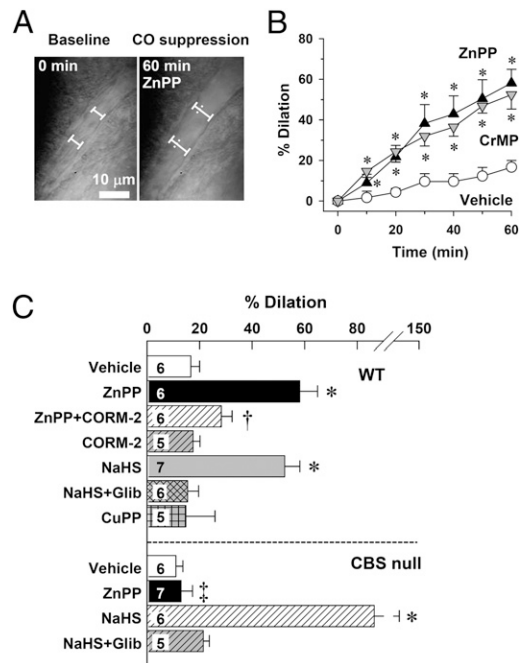 A
Baseline CO suppression
0 min 60 min
ZnPP
10 μm
B
80
60
40
20
0
% Dilation
ZnPP
CrMP
Vehicle
* * * * * *
* * * * * *
0 10 20 30 40 50 60
Time (min)
C
% Dilation
0 20 40 60 80 150
WT
Vehicle 6
ZnPP 6 *
ZnPP+CORM-2 6 †
CORM-2 5
NaHS 7 *
NaHS+Glib 6
CuPP 5
CBS null
Vehicle 6
ZnPP 7 ‡
NaHS 6 *
NaHS+Glib 5